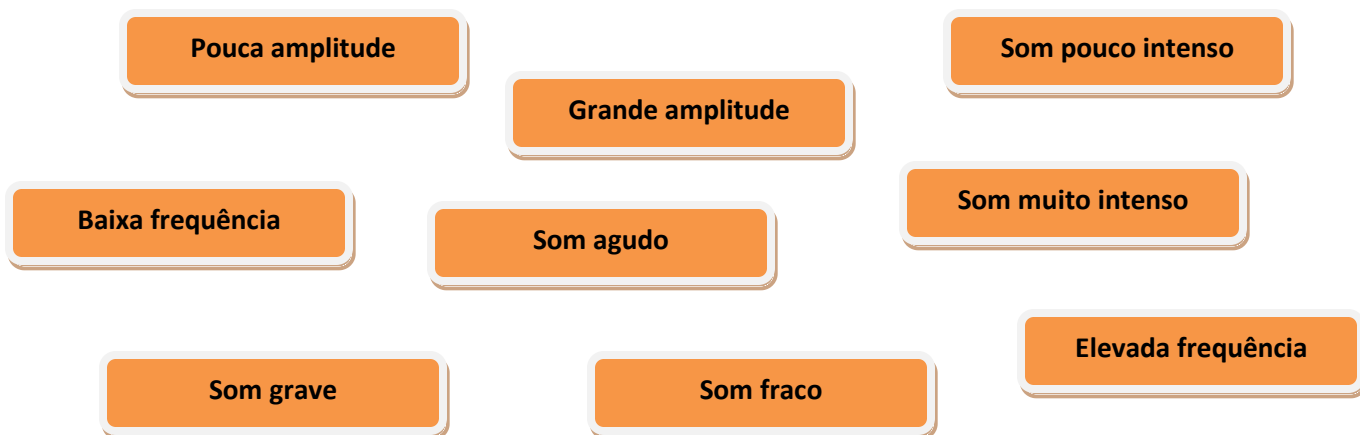 Pouca amplitude
Som pouco intenso
Grande amplitude
Som muito intenso
Baixa frequência
Som agudo
Elevada frequência
Som grave
Som fraco